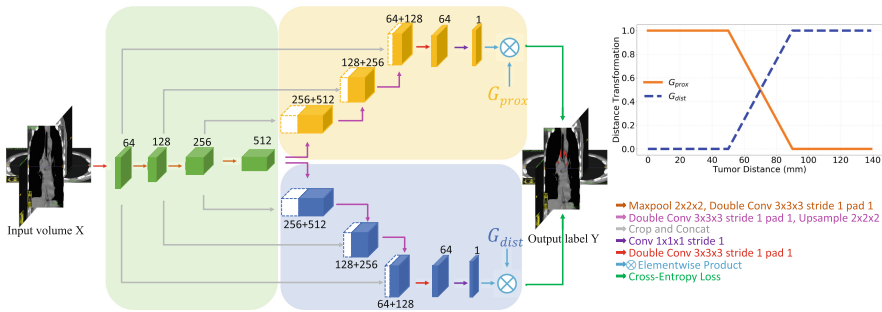 64+128
64
1
128+256
256+512
G_prox
64
128
256
512
Input volume X
256+512
128+256
64+128
64
1
G_dist
Output label Y
Distance Transformation
1.0
0.8
0.6
0.4
0.2
0.0
G_prox
G_dist
0 20 40 60 80 100 120 140
Tumor Distance (mm)
Maxpool 2x2x2, Double Conv 3x3x3 stride 1 pad 1
Double Conv 3x3x3 stride 1 pad 1, Upsample 2x2x2
Crop and Concat
Conv 1x1x1 stride 1
Double Conv 3x3x3 stride 1 pad 1
Elementwise Product
Cross-Entropy Loss